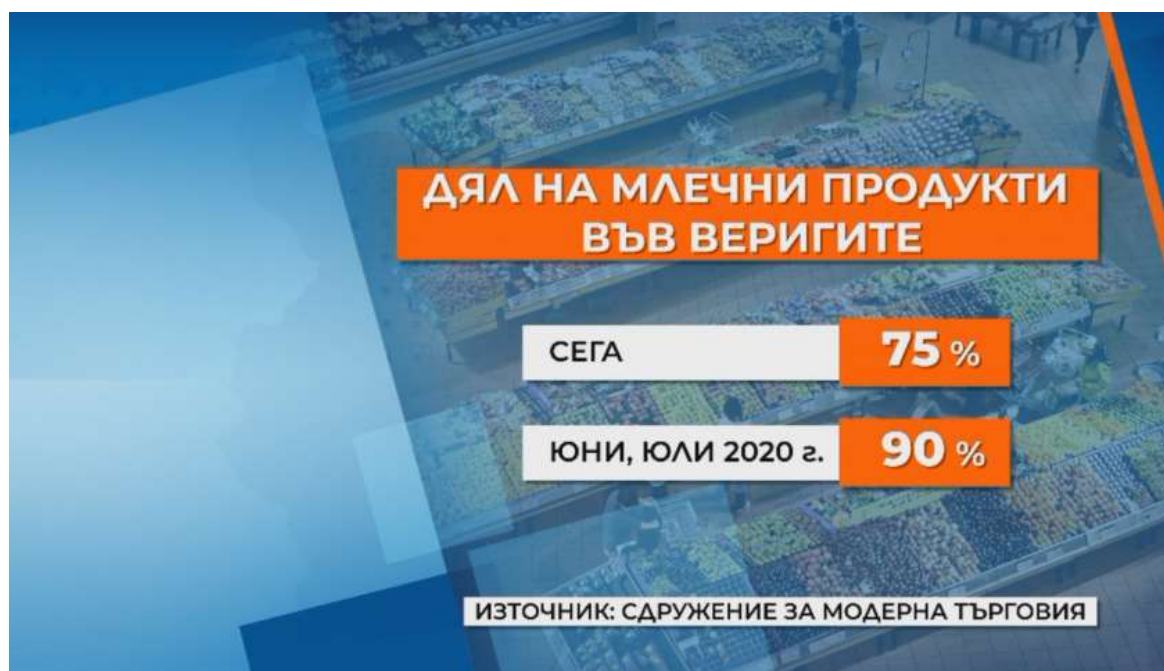 ДЯЛ НА МЛЕЧНИ ПРОДУКТИ
ВЪВ ВЕРИГИТЕ
СЕГА 75 %
ЮНИ, ЮЛИ 2020 г. 90 %
ИЗТОЧНИК: СДРУЖЕНИЕ ЗА МОДЕРНА ТЪРГОВИЯ